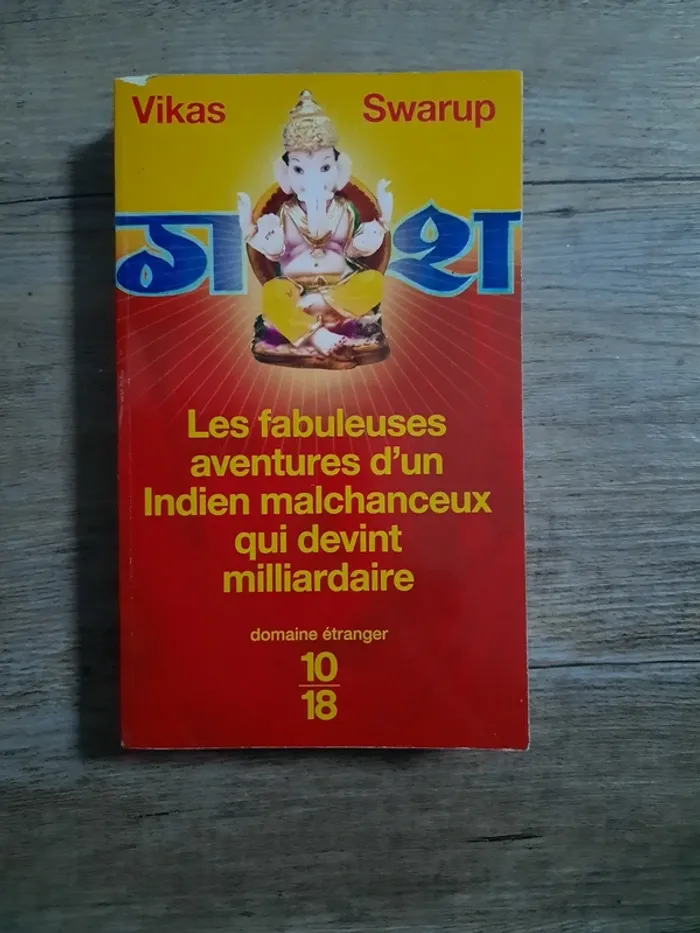 Vikas Swarup
Les fabuleuses
aventures d'un
Indien malchanceux
qui devint
milliardaire
domaine étranger
10
18